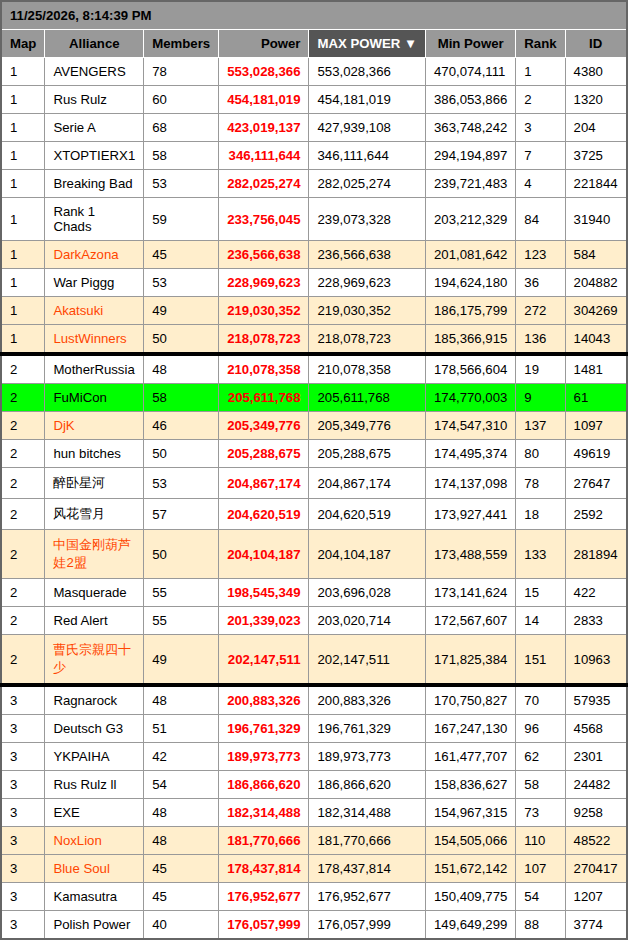 11/25/2026, 8:14:39 PM
Map Alliance Members Power MAX POWER ▼ Min Power Rank ID
1 AVENGERS 78 553,028,366 553,028,366 470,074,111 1 4380
1 Rus Rulz 60 454,181,019 454,181,019 386,053,866 2 1320
1 Serie A 68 423,019,137 427,939,108 363,748,242 3 204
1 XTOPTIERX1 58 346,111,644 346,111,644 294,194,897 7 3725
1 Breaking Bad 53 282,025,274 282,025,274 239,721,483 4 221844
1 Rank 1
Chads 59 233,756,045 239,073,328 203,212,329 84 31940
1 DarkAzona 45 236,566,638 236,566,638 201,081,642 123 584
1 War Piggg 53 228,969,623 228,969,623 194,624,180 36 204882
1 Akatsuki 49 219,030,352 219,030,352 186,175,799 272 304269
1 LustWinners 50 218,078,723 218,078,723 185,366,915 136 14043
2 MotherRussia 48 210,078,358 210,078,358 178,566,604 19 1481
2 FuMiCon 58 205,611,768 205,611,768 174,770,003 9 61
2 DjK 46 205,349,776 205,349,776 174,547,310 137 1097
2 hun bitches 50 205,288,675 205,288,675 174,495,374 80 49619
2 醉卧星河 53 204,867,174 204,867,174 174,137,098 78 27647
2 风花雪月 57 204,620,519 204,620,519 173,927,441 18 2592
2 中国金刚葫芦
娃2盟 50 204,104,187 204,104,187 173,488,559 133 281894
2 Masquerade 55 198,545,349 203,696,028 173,141,624 15 422
2 Red Alert 55 201,339,023 203,020,714 172,567,607 14 2833
2 曹氏宗親四十
少 49 202,147,511 202,147,511 171,825,384 151 10963
3 Ragnarock 48 200,883,326 200,883,326 170,750,827 70 57935
3 Deutsch G3 51 196,761,329 196,761,329 167,247,130 96 4568
3 YKPAIHA 42 189,973,773 189,973,773 161,477,707 62 2301
3 Rus Rulz ll 54 186,866,620 186,866,620 158,836,627 58 24482
3 EXE 48 182,314,488 182,314,488 154,967,315 73 9258
3 NoxLion 48 181,770,666 181,770,666 154,505,066 110 48522
3 Blue Soul 45 178,437,814 178,437,814 151,672,142 107 270417
3 Kamasutra 45 176,952,677 176,952,677 150,409,775 54 1207
3 Polish Power 40 176,057,999 176,057,999 149,649,299 88 3774